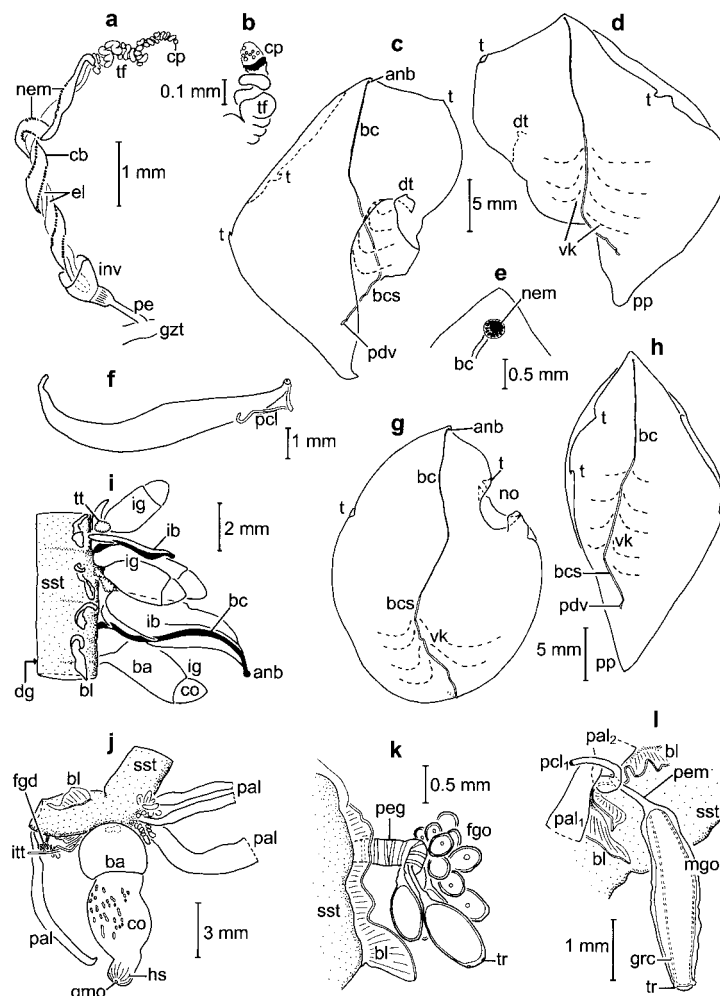 a
cp
tf
nem
cb
1 mm
el
inv
pe
gzt
b
cp
0.1 mm
tf
c
anb
t
bc
t
dt
t
5 mm
bcs
pdv
d
t
t
dt
vk
pp
e
nem
bc
0.5 mm
f
pcl
1 mm
g
anb
bc
t
t
no
bcs
vk
h
t
bc
vk
bcs
pdv
5 mm
pp
i
tt
ig
ib
2 mm
ig
sst
bc
ib
ba
ig
anb
co
dg
bl
j
sst
fgd
bl
pal
itt
pal
ba
co
3 mm
pal
hs
gmo
k
0.5 mm
peg
fgo
sst
bl
tr
l
pal2
bl
pcl1
pem
pal1
sst
mgo
bl
1 mm
grc
tr